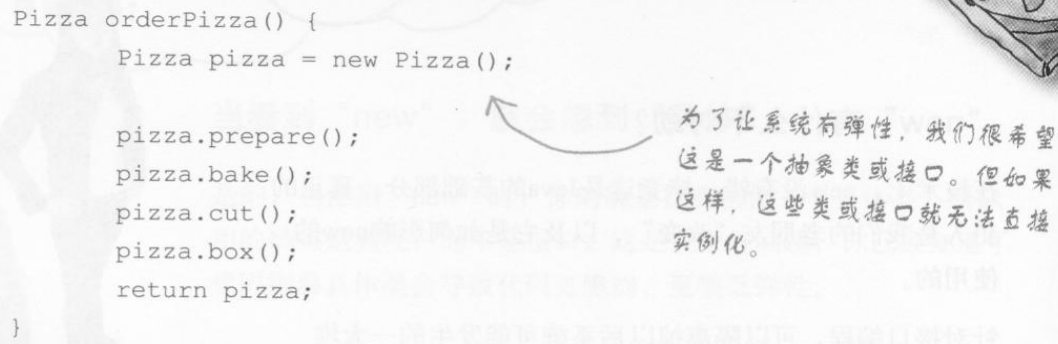 Pizza orderPizza() {
Pizza pizza = new Pizza();
pizza.prepare();
pizza.bake();
pizza.cut();
pizza.box();
return pizza;
}
为了让系统有弹性，我们很希望
这是一个抽象类或接口。但如果
这样，这些类或接口就无法直接
实例化。